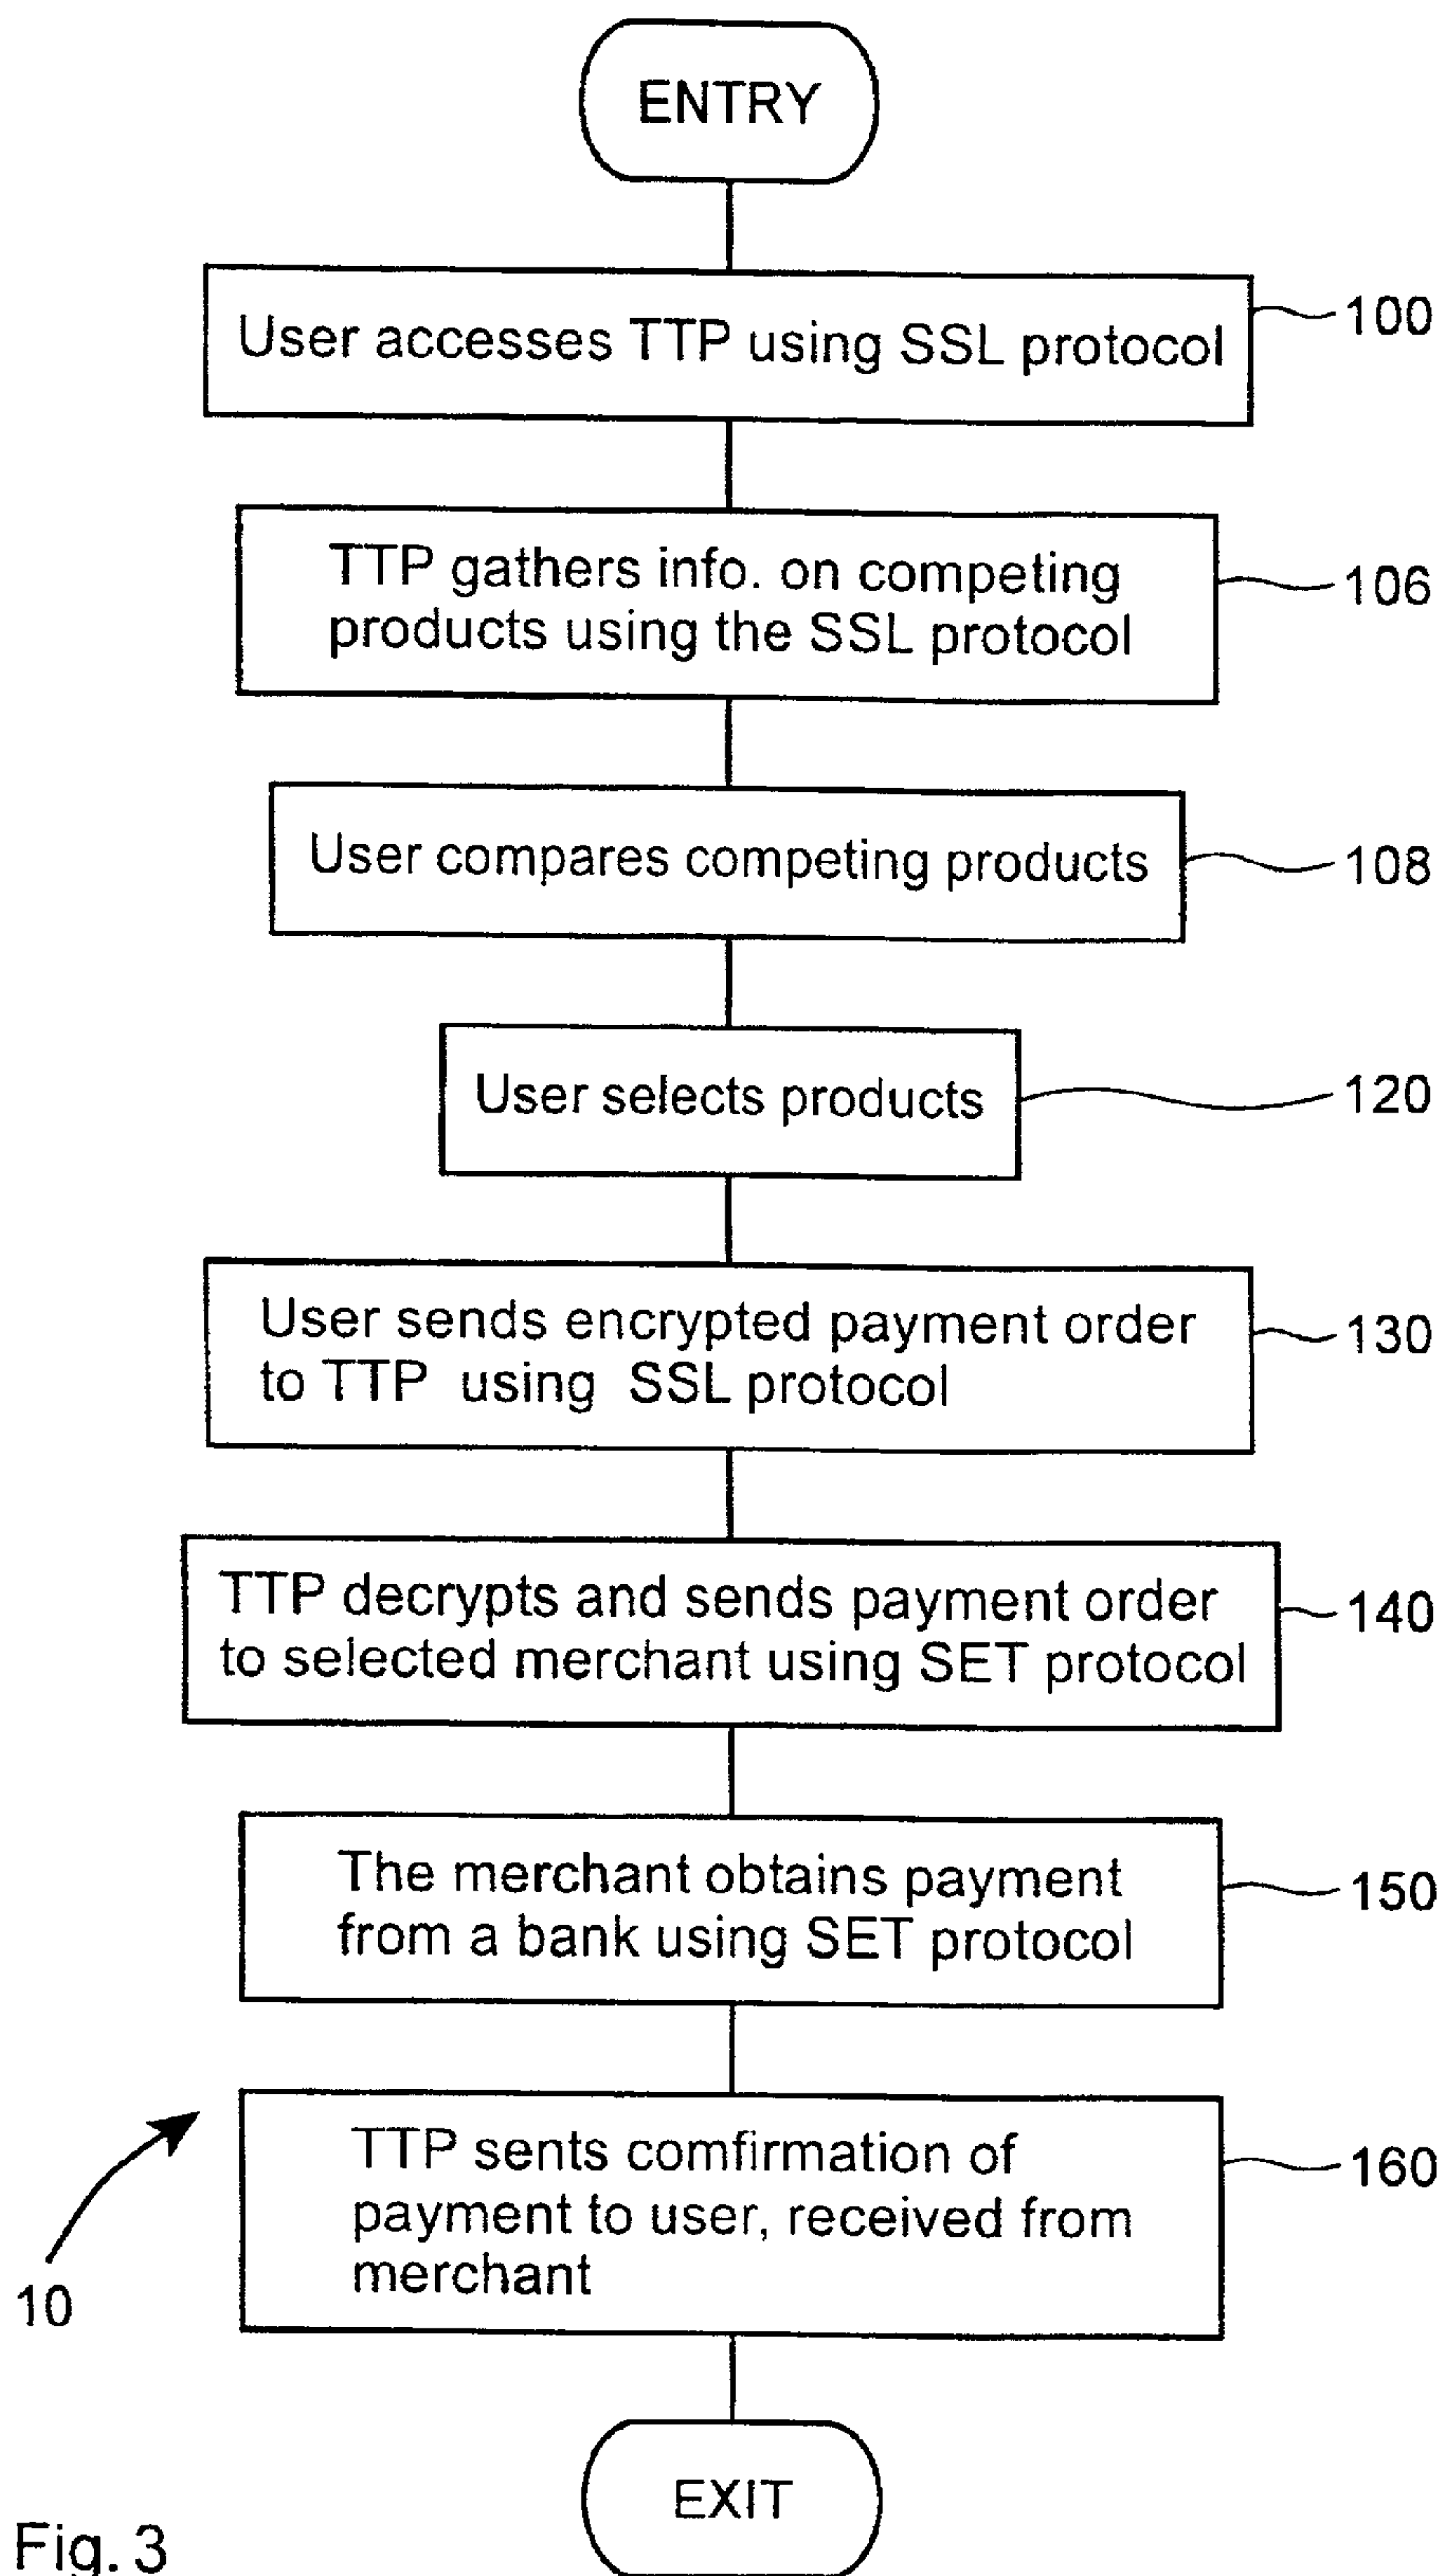 ENTRY
User accesses TTP using SSL protocol
100
TTP gathers info. on competing
products using the SSL protocol
106
User compares competing products
108
User selects products
120
User sends encrypted payment order
to TTP using SSL protocol
130
TTP decrypts and sends payment order
to selected merchant using SET protocol
140
The merchant obtains payment
from a bank using SET protocol
150
TTP sents comfirmation of
payment to user, received from
merchant
160
10
EXIT
Fig. 3